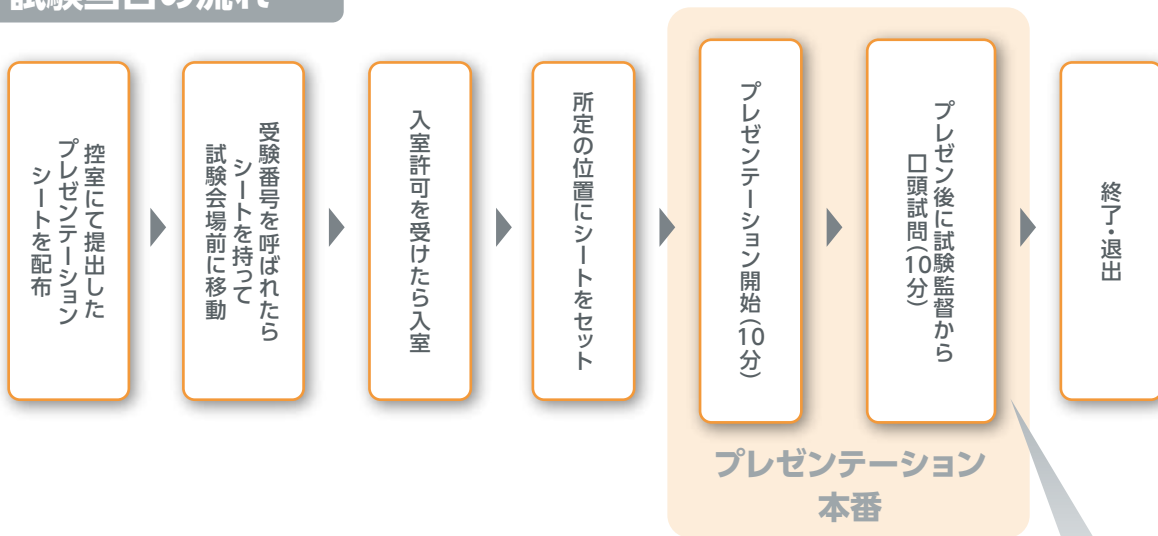 試験当日の流れ
控室にて提出した
プレゼンテーション
シートを配布
受験番号を呼ばれたら
シートを持って
試験会場前に移動
入室許可を受けたら入室
所定の位置にシートをセット
プレゼンテーション開始（10分）
プレゼン後に試験監督から
口頭試問（10分）
終了・退出
プレゼンテーション
本番